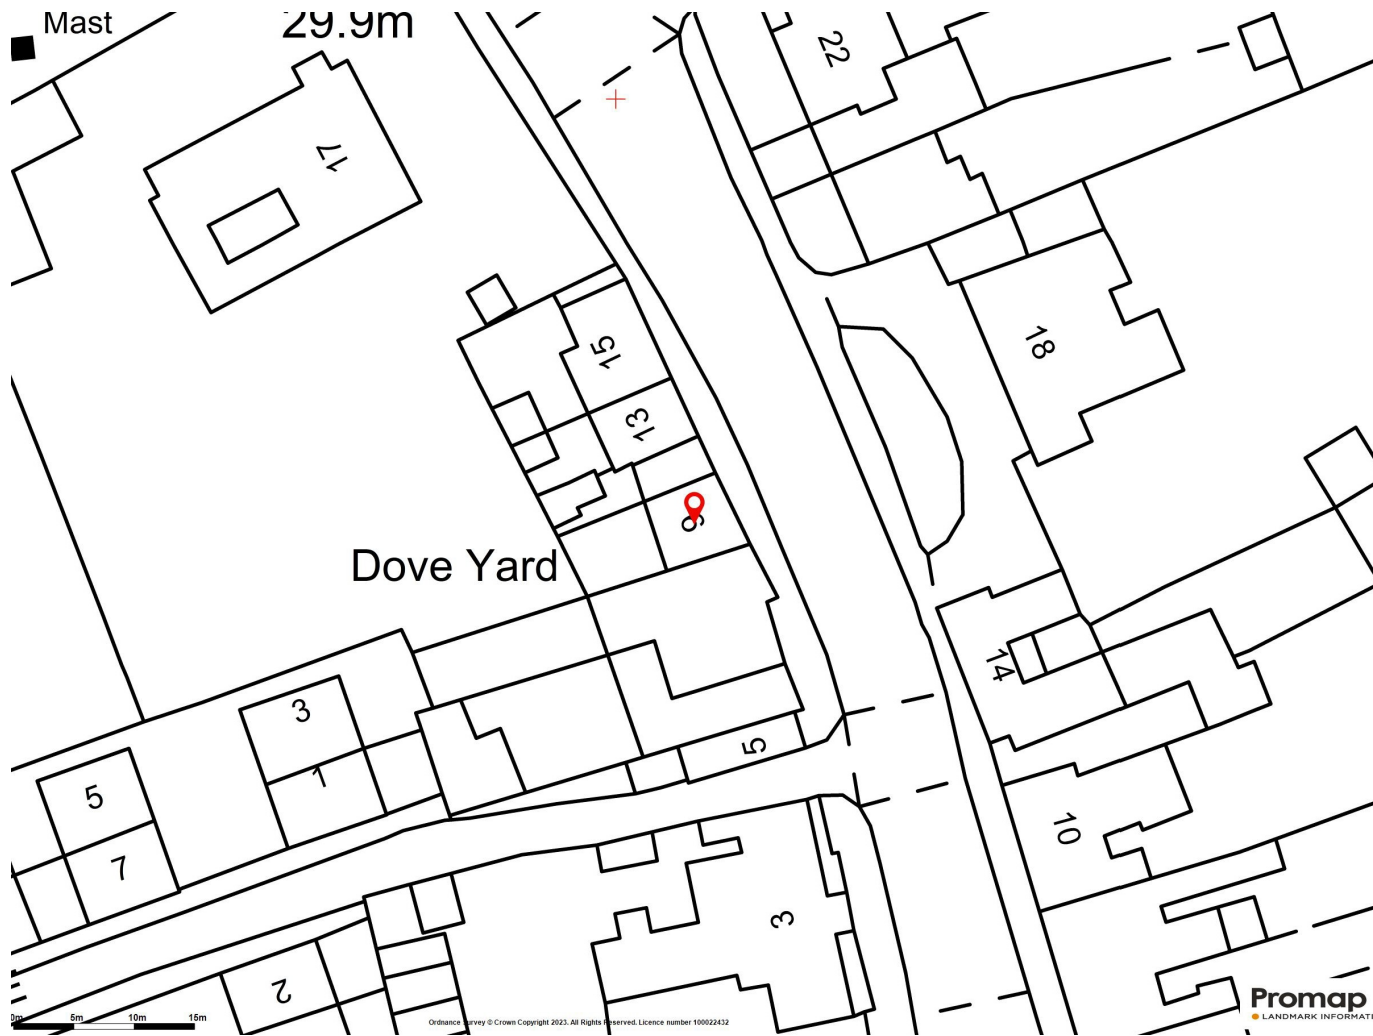 Mast
29.9m
22
17
18
15
13
9
Dove Yard
14
3
5
1
5
7
10
3
2
0m 5m 10m 15m
Ordnance Survey © Crown Copyright 2023. All Rights Reserved. Licence number 100022432
Promap
LANDMARK INFORMATI